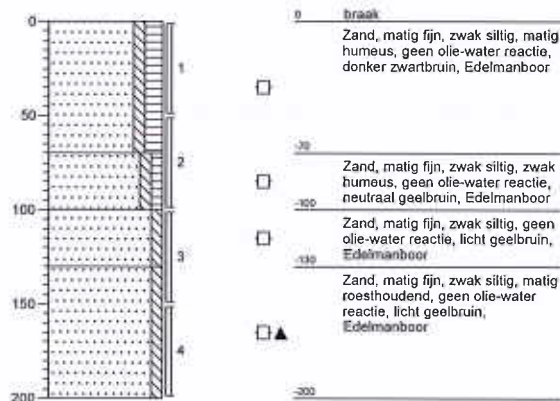 0
50
100
150
200
1
2
3
4
0 braak
Zand, matig fijn, zwak siltig, matig
humeus, geen olie-water reactie,
donker zwartbruin, Edelmanboor
-70
Zand, matig fijn, zwak siltig, zwak
humeus, geen olie-water reactie,
neutraal geelbruin, Edelmanboor
-100
Zand, matig fijn, zwak siltig, geen
olie-water reactie, licht geelbruin,
Edelmanboor
-130
Zand, matig fijn, zwak siltig, matig
roesthoudend, geen olie-water
reactie, licht geelbruin,
Edelmanboor
-200